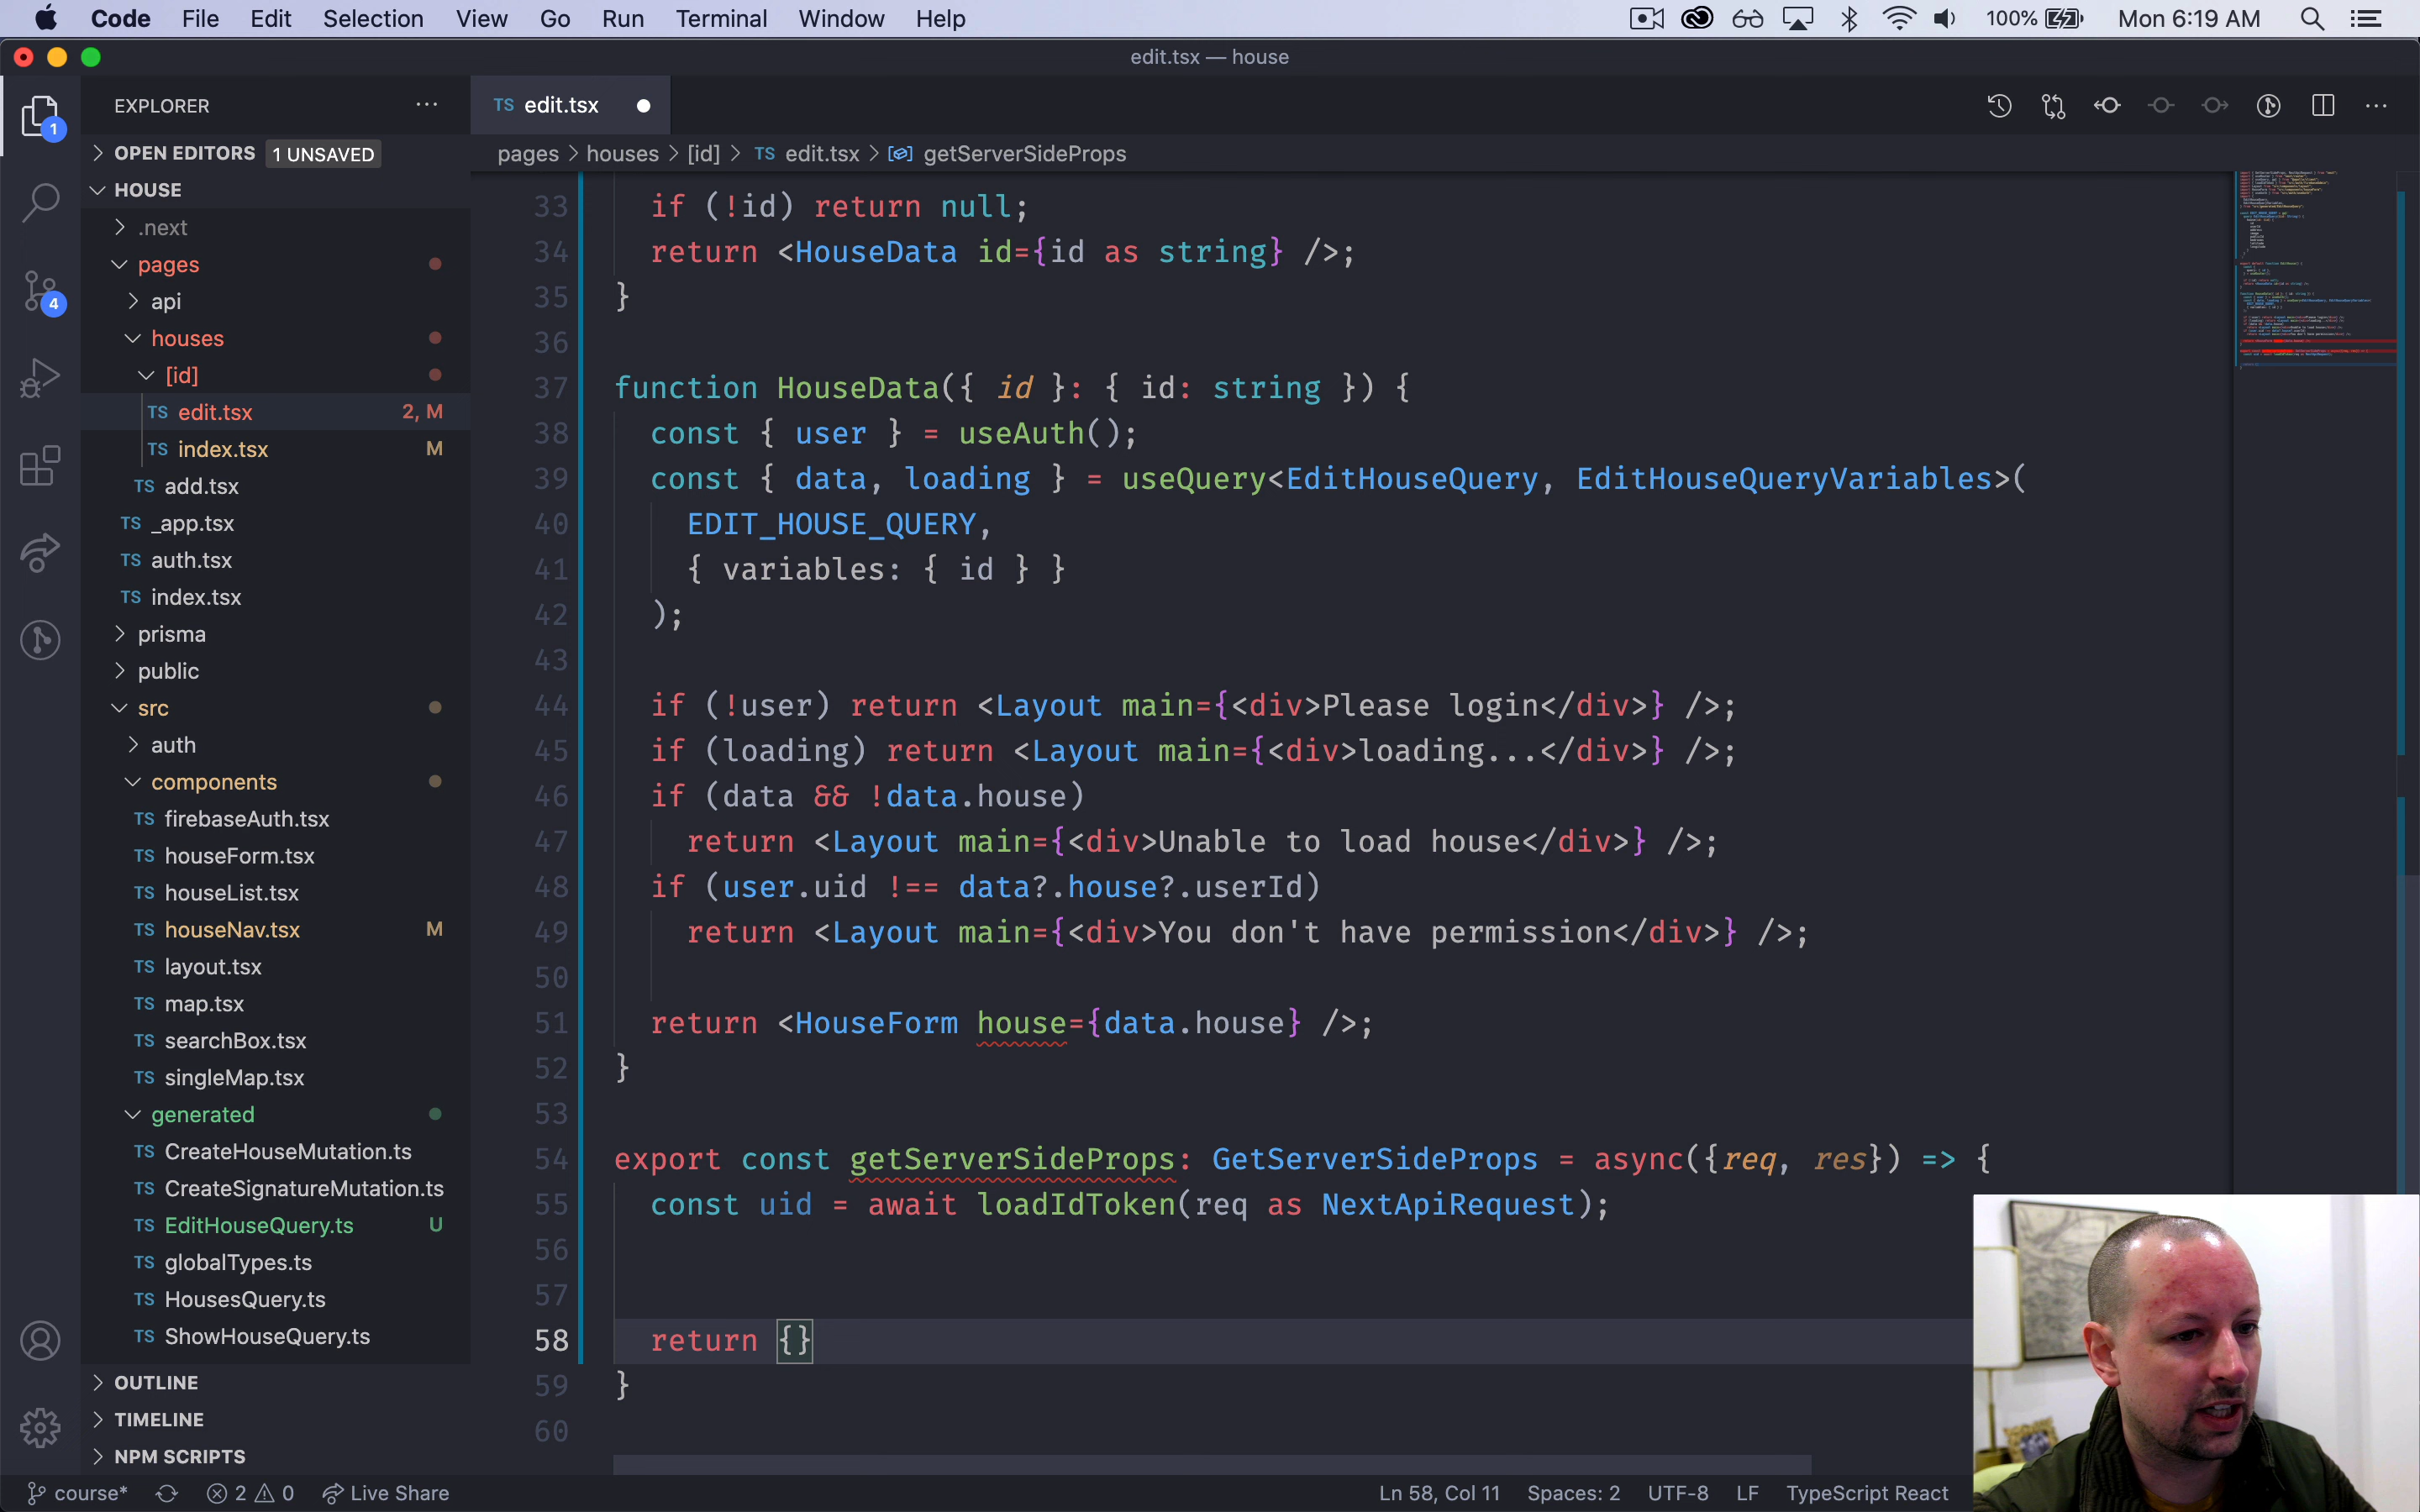 Code File Edit Selection View Go Run Terminal Window Help 100% Mon 6:19 AM
edit.tsx — house
EXPLORER
TS edit.tsx
OPEN EDITORS 1 UNSAVED
pages > houses > [id] > TS edit.tsx > getServerSideProps
HOUSE
.next
pages
api
houses
[id]
TS edit.tsx 2, M
TS index.tsx M
TS add.tsx
TS _app.tsx
TS auth.tsx
TS index.tsx
prisma
public
src
auth
components
TS firebaseAuth.tsx
TS houseForm.tsx
TS houseList.tsx
TS houseNav.tsx M
TS layout.tsx
TS map.tsx
TS searchBox.tsx
TS singleMap.tsx
generated
TS CreateHouseMutation.ts
TS CreateSignatureMutation.ts
TS EditHouseQuery.ts U
TS globalTypes.ts
TS HousesQuery.ts
TS ShowHouseQuery.ts
OUTLINE
TIMELINE
NPM SCRIPTS
1
4
33 if (!id) return null;
34 return <HouseData id={id as string} />;
35 }
36
37 function HouseData({ id }: { id: string }) {
38 const { user } = useAuth();
39 const { data, loading } = useQuery<EditHouseQuery, EditHouseQueryVariables>(
40 EDIT_HOUSE_QUERY,
41 { variables: { id } }
42 );
43
44 if (!user) return <Layout main={<div>Please login</div>} />;
45 if (loading) return <Layout main={<div>loading...</div>} />;
46 if (data && !data.house)
47 return <Layout main={<div>Unable to load house</div>} />;
48 if (user.uid !== data?.house?.userId)
49 return <Layout main={<div>You don't have permission</div>} />;
50
51 return <HouseForm house={data.house} />;
52 }
53
54 export const getServerSideProps: GetServerSideProps = async({req, res}) => {
55 const uid = await loadIdToken(req as NextApiRequest);
56
57
58 return {}
59 }
60
course* 2 0 Live Share Ln 58, Col 11 Spaces: 2 UTF-8 LF TypeScript React